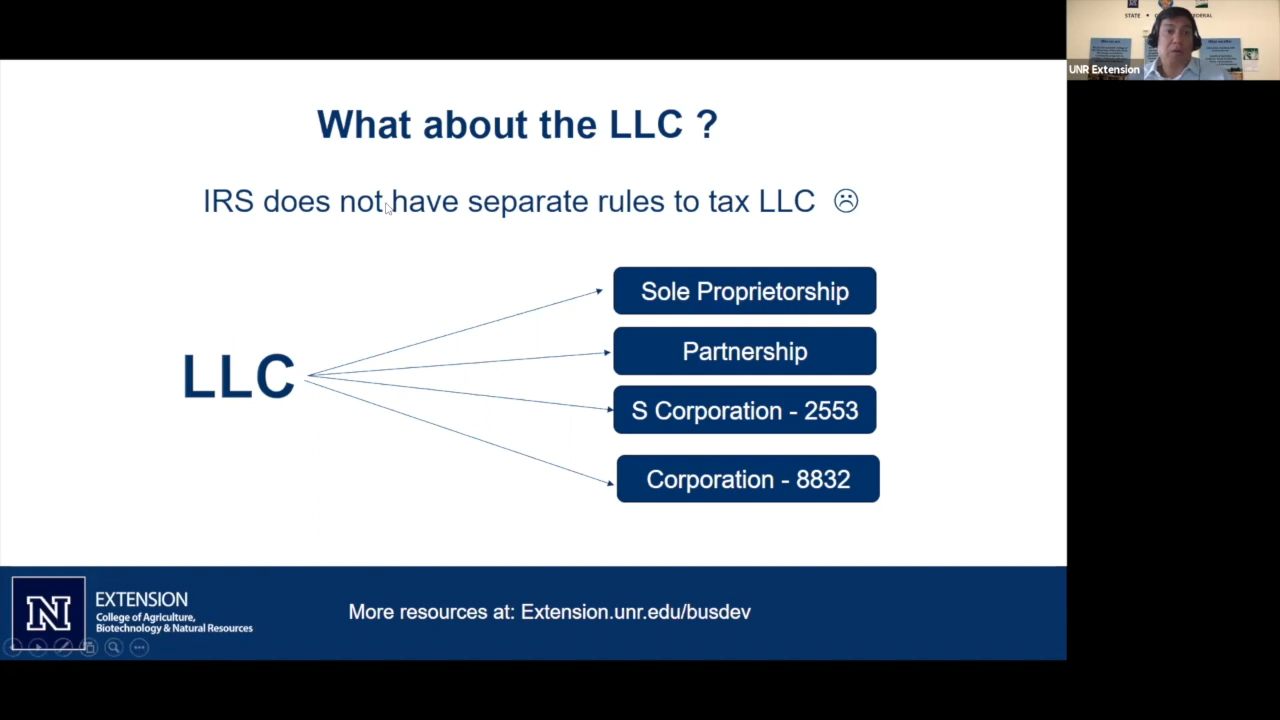 STATE
UNR Extension
What about the LLC ?
IRS does not have separate rules to tax LLC ☹
LLC
Sole Proprietorship
Partnership
S Corporation - 2553
Corporation - 8832
N
EXTENSION
College of Agriculture,
Biotechnology & Natural Resources
More resources at: Extension.unr.edu/busdev